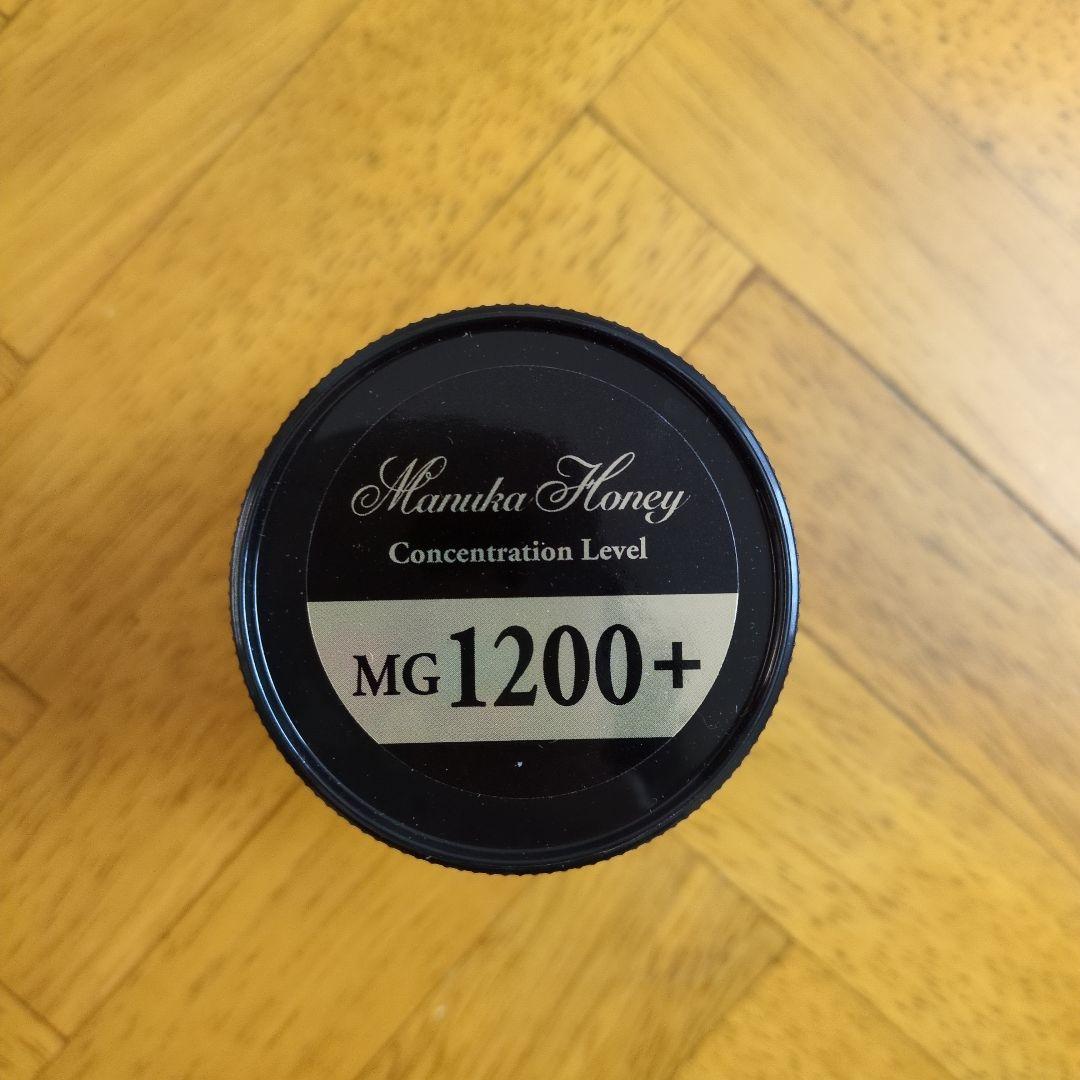 Manuka Honey
Concentration Level
MG 1200+